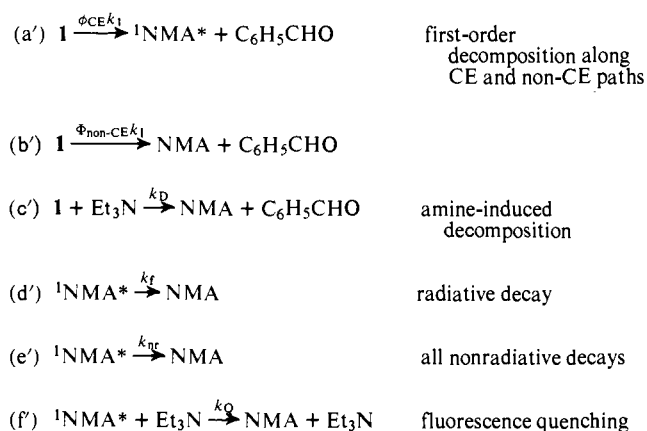 (a′) 1 —ϕCEk1→ ¹NMA* + C₆H₅CHO first-order
decomposition along
CE and non-CE paths
(b′) 1 —Φnon-CEk1→ NMA + C₆H₅CHO
(c′) 1 + Et₃N —kD→ NMA + C₆H₅CHO amine-induced
decomposition
(d′) ¹NMA* —kf→ NMA radiative decay
(e′) ¹NMA* —knr→ NMA all nonradiative decays
(f′) ¹NMA* + Et₃N —kQ→ NMA + Et₃N fluorescence quenching